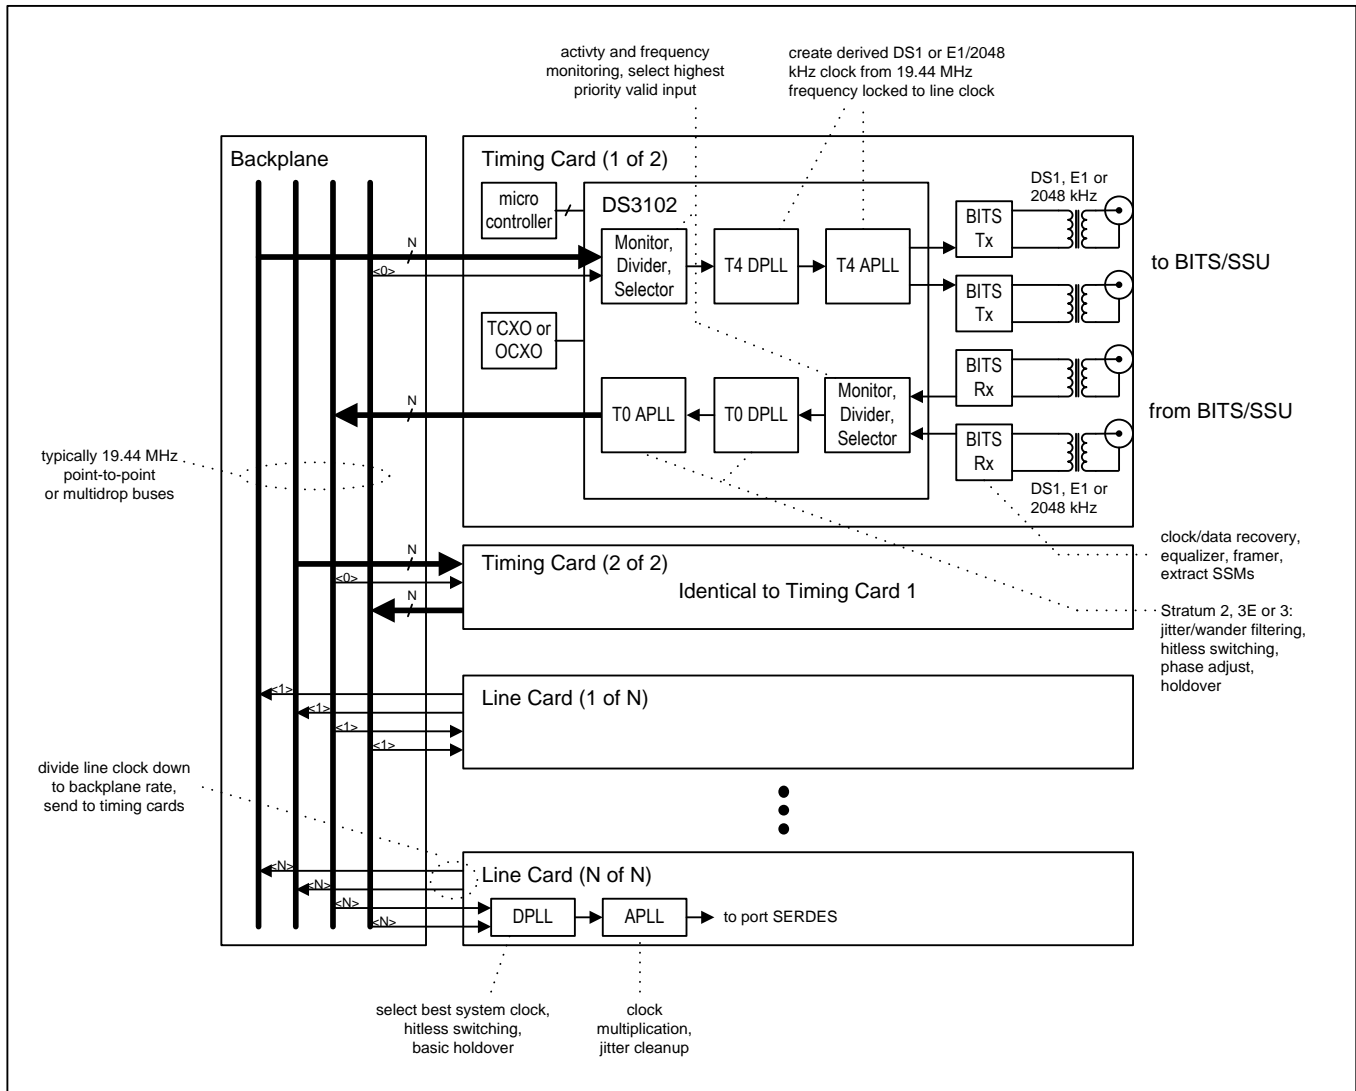 activty and frequency
monitoring, select highest
priority valid input
create derived DS1 or E1/2048
kHz clock from 19.44 MHz
frequency locked to line clock
Backplane
Timing Card (1 of 2)
micro
controller
DS3102
DS1, E1 or
2048 kHz
N
<0>
Monitor,
Divider,
Selector
T4 DPLL
T4 APLL
BITS
Tx
BITS
Tx
to BITS/SSU
TCXO or
OCXO
N
T0 APLL
T0 DPLL
Monitor,
Divider,
Selector
BITS
Rx
BITS
Rx
from BITS/SSU
DS1, E1 or
2048 kHz
typically 19.44 MHz
point-to-point
or multidrop buses
clock/data recovery,
equalizer, framer,
extract SSMs
N
<0>
N
Timing Card (2 of 2)
Identical to Timing Card 1
Stratum 2, 3E or 3:
jitter/wander filtering,
hitless switching,
phase adjust,
holdover
<1>
<1>
<1>
<1>
Line Card (1 of N)
divide line clock down
to backplane rate,
send to timing cards
<N>
<N>
<N>
<N>
Line Card (N of N)
DPLL
APLL
to port SERDES
select best system clock,
hitless switching,
basic holdover
clock
multiplication,
jitter cleanup